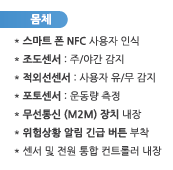 몸체
* 스마트 폰 NFC 사용자 인식
* 조도센서 : 주/야간 감지
* 적외선센서 : 사용자 유/무 감지
* 포토센서 : 운동량 측정
* 무선통신 (M2M) 장치 내장
* 위험상황 알림 긴급 버튼 부착
* 센서 및 전원 통합 컨트롤러 내장